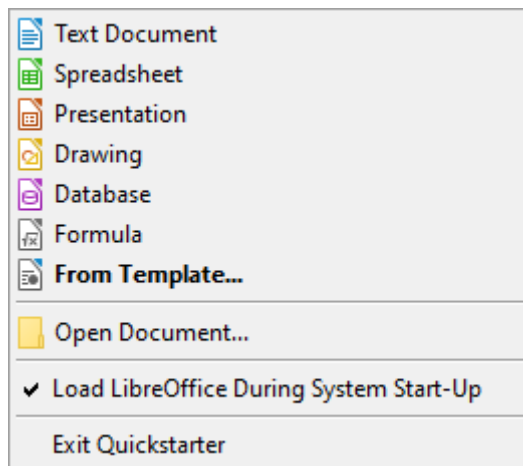 Text Document
Spreadsheet
Presentation
Drawing
Database
Formula
From Template...
Open Document...
Load LibreOffice During System Start-Up
Exit Quickstarter